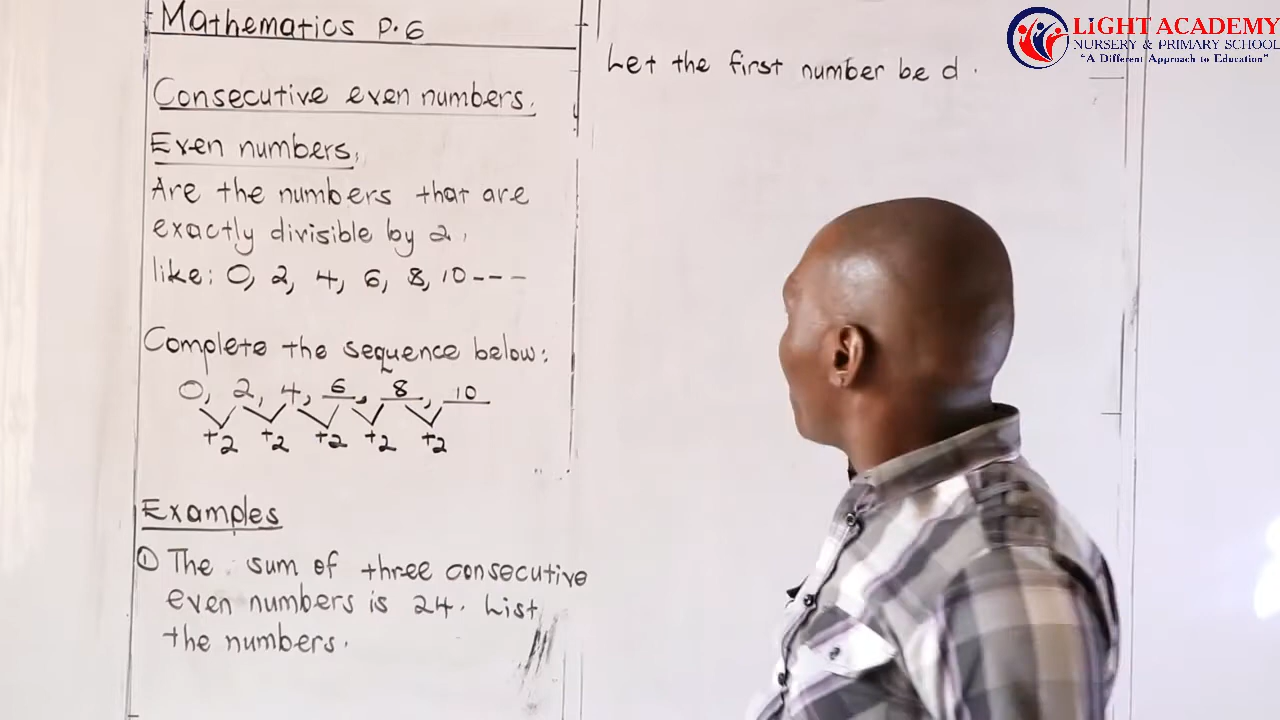 Mathematics P.6
Consecutive even numbers.
Even numbers.
Are the numbers that are
exactly divisible by 2.
like: 0, 2, 4, 6, 8, 10---
Complete the sequence below:
0, 2, 4, 6, 8, 10
+2 +2 +2 +2 +2
Examples
① The sum of three consecutive
even numbers is 24. List
the numbers.
Let the first number be d.
LIGHT ACADEMY
NURSERY & PRIMARY SCHOOL
"A Different Approach to Education"